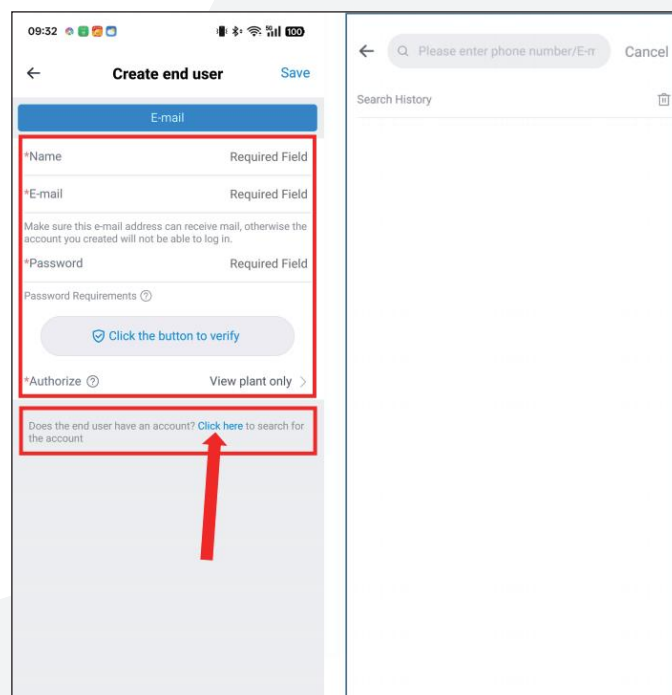 09:32
100
Create end user
Save
E-mail
*Name
Required Field
*E-mail
Required Field
Make sure this e-mail address can receive mail, otherwise the
account you created will not be able to log in.
*Password
Required Field
Password Requirements
Click the button to verify
*Authorize
View plant only
Does the end user have an account? Click here to search for
the account
Please enter phone number/E-m
Cancel
Search History